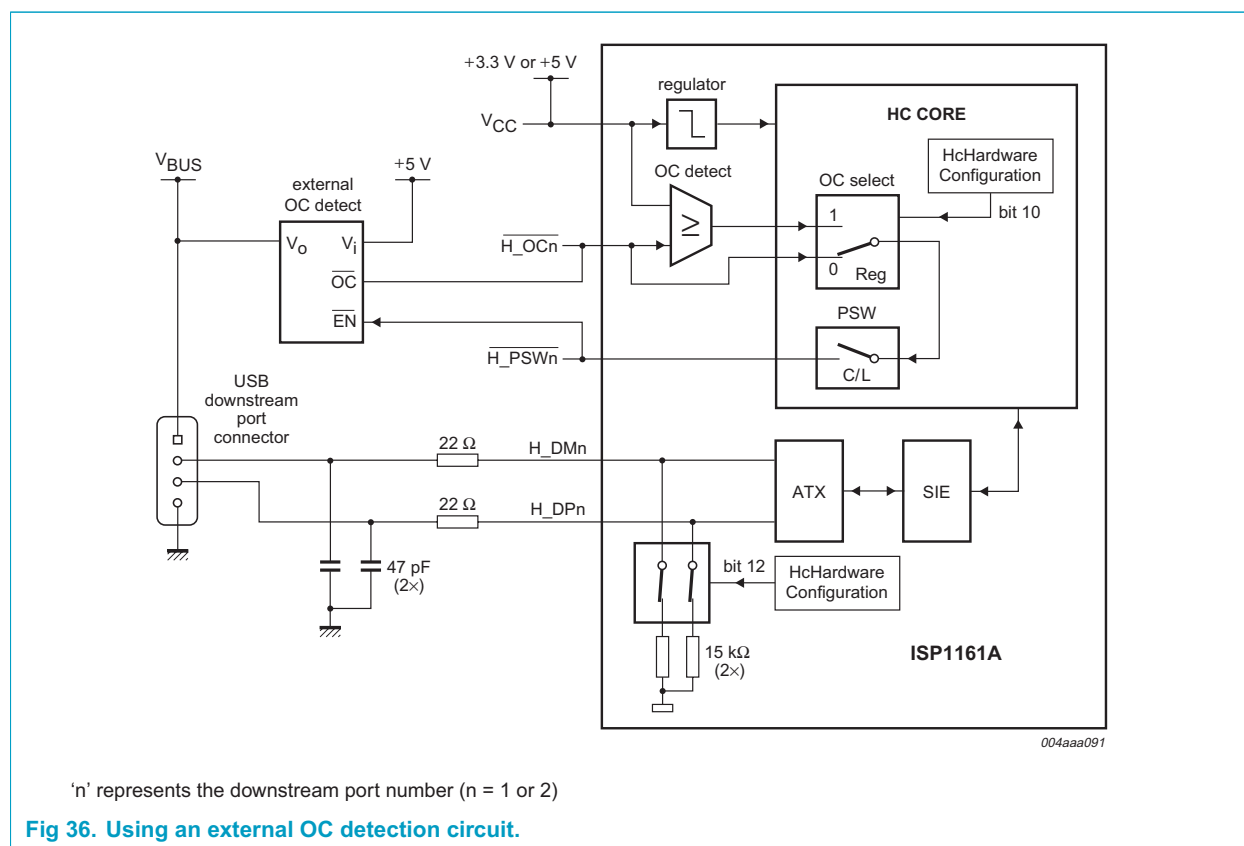 +3.3 V or +5 V
regulator
HC CORE
VCC
HcHardware
Configuration
VBUS
+5 V
OC detect
OC select
external
OC detect
bit 10
1
≥
Vo
Vi
H_OCn
OC
0
Reg
EN
PSW
H_PSWn
C/L
USB
downstream
port
connector
22 Ω
H_DMn
ATX
SIE
22 Ω
H_DPn
47 pF
(2×)
bit 12
HcHardware
Configuration
15 kΩ
(2×)
ISP1161A
004aaa091
‘n’ represents the downstream port number (n = 1 or 2)
Fig 36. Using an external OC detection circuit.